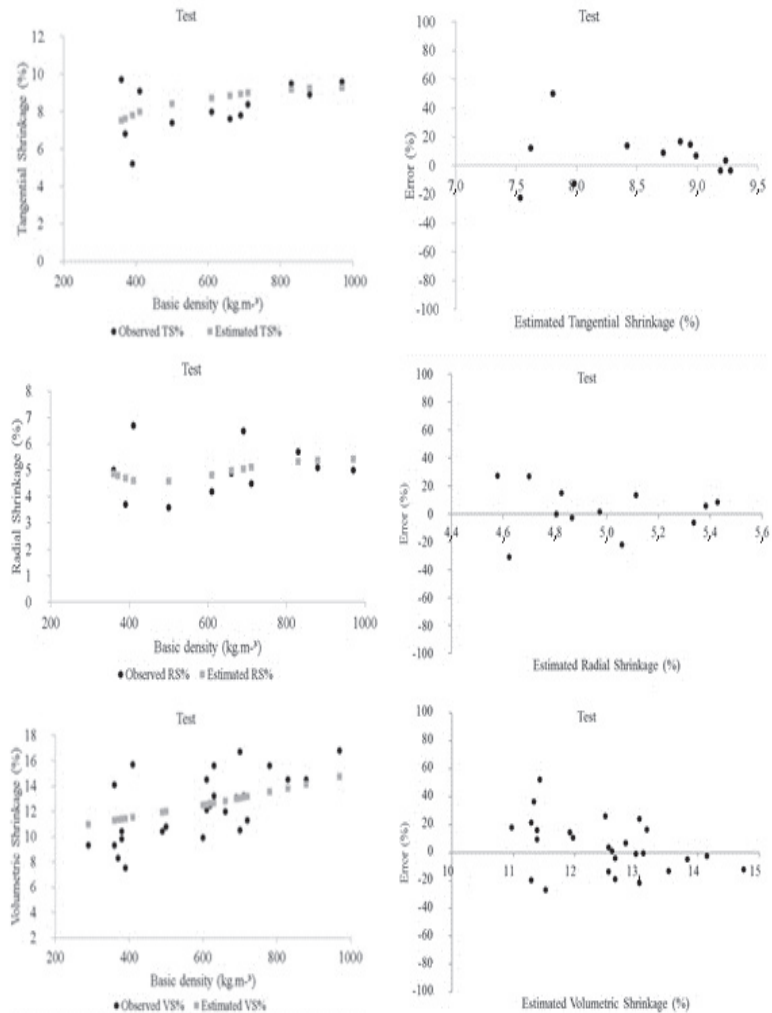 Test
12
10
8
6
4
2
0
Tangential Shrinkage (%)
200 400 600 800 1000
Basic density (kg.m-³)
Observed TS% Estimated TS%
Test
100
80
60
40
20
0
-20
-40
-60
-80
-100
Error (%)
7,0 7,5 8,0 8,5 9,0 9,5
Estimated Tangential Shrinkage (%)
Test
8
7
6
5
4
3
2
1
0
Radial Shrinkage (%)
200 400 600 800 1000
Basic density (kg.m-³)
Observed RS% Estimated RS%
Test
100
80
60
40
20
0
-20
-40
-60
-80
-100
Error (%)
4,4 4,6 4,8 5,0 5,2 5,4 5,6
Estimated Radial Shrinkage (%)
Test
18
16
14
12
10
8
6
4
2
Volumetric Shrinkage (%)
200 400 600 800 1000
Basic density (kg.m-³)
Observed VS% Estimated VS%
Test
100
80
60
40
20
0
-20
-40
-60
-80
-100
Error (%)
10 11 12 13 14 15
Estimated Volumetric Shrinkage (%)